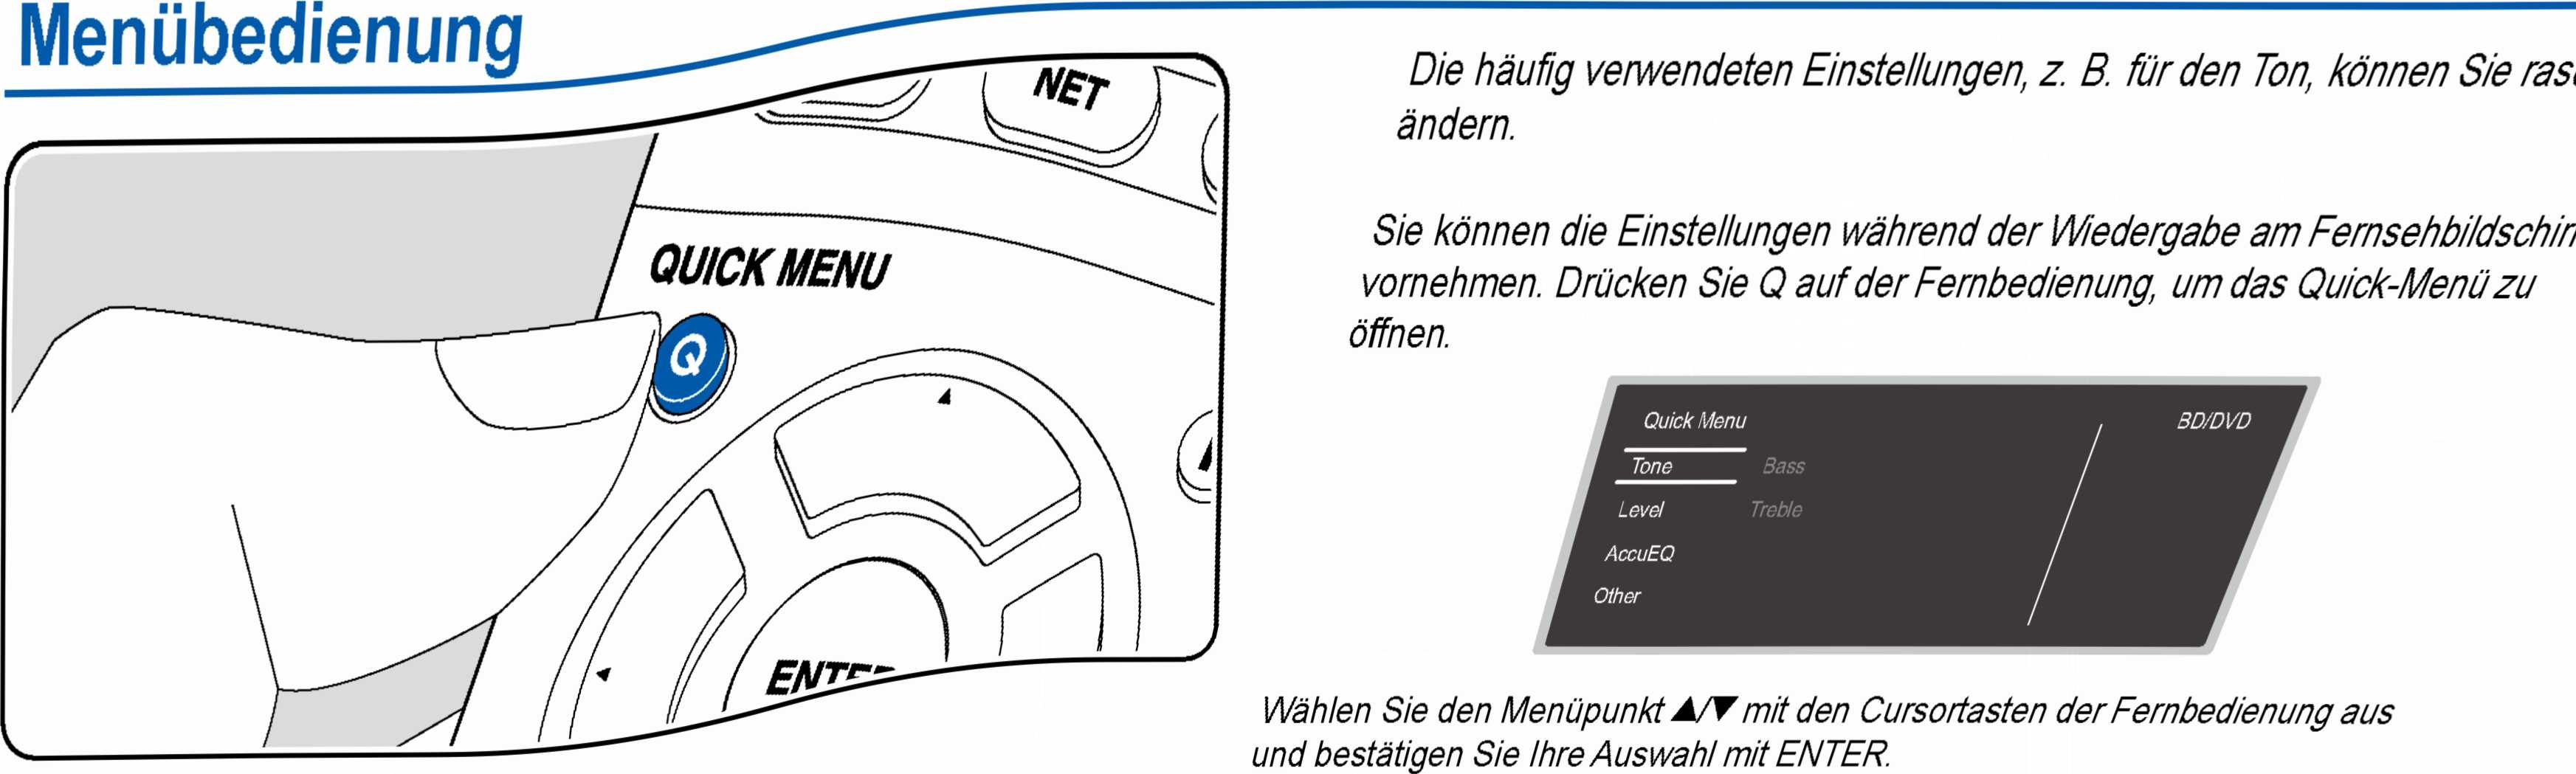 Menübedienung
NET
QUICK MENU
Q
Die häufig verwendeten Einstellungen, z. B. für den Ton, können Sie
ändern.
Sie können die Einstellungen während der Wiedergabe am
vornehmen. Drücken Sie Q auf der Fernbedienung, um das Quick-Menü zu
öffnen.
Quick Menu
BD/DVD
Tone
Bass
Level
Treble
AccuEQ
Other
Wählen Sie den Menüpunkt ▲/▼ mit den Cursortasten der Fernbedienung aus
und bestätigen Sie Ihre Auswahl mit ENTER.